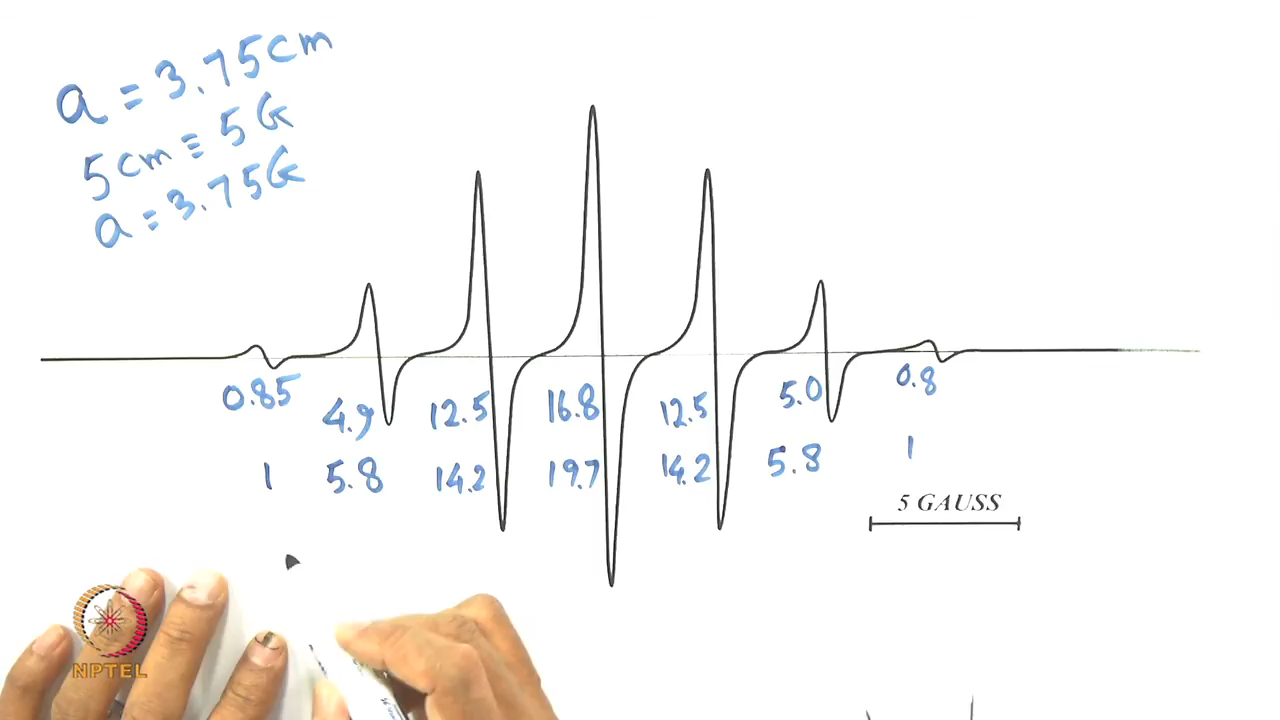 a = 3.75cm
5cm ≡ 5G
a = 3.75G
0.85 4.9 12.5 16.8 12.5 5.0 0.8
1 5.8 14.2 19.7 14.2 5.8 1
5 GAUSS
NPTEL